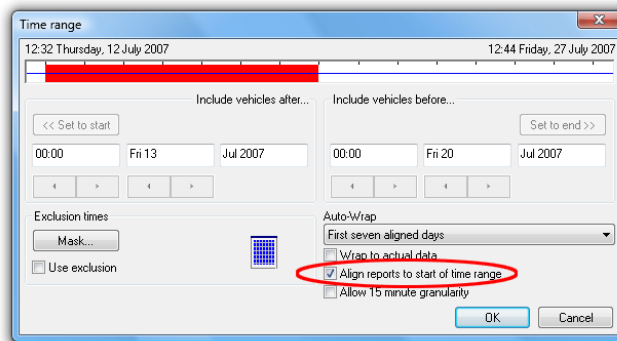 Time range
12:32 Thursday, 12 July 2007 12:44 Friday, 27 July 2007
Include vehicles after... Include vehicles before...
<< Set to start Set to end >>
00:00 Fri 13 Jul 2007 00:00 Fri 20 Jul 2007
Exclusion times Auto-Wrap
Mask... First seven aligned days
Use exclusion Wrap to actual data
Align reports to start of time range
Allow 15 minute granularity
OK Cancel